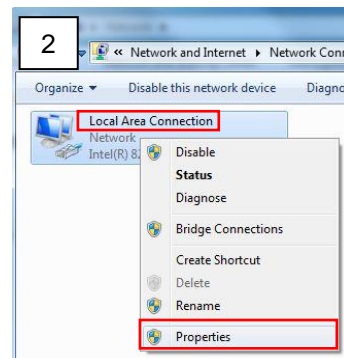 2
« Network and Internet ▸ Network Conn
Organize ▾ Disable this network device Diagno
Local Area Connection
Network
Intel(R) 82
Disable
Status
Diagnose
Bridge Connections
Create Shortcut
Delete
Rename
Properties